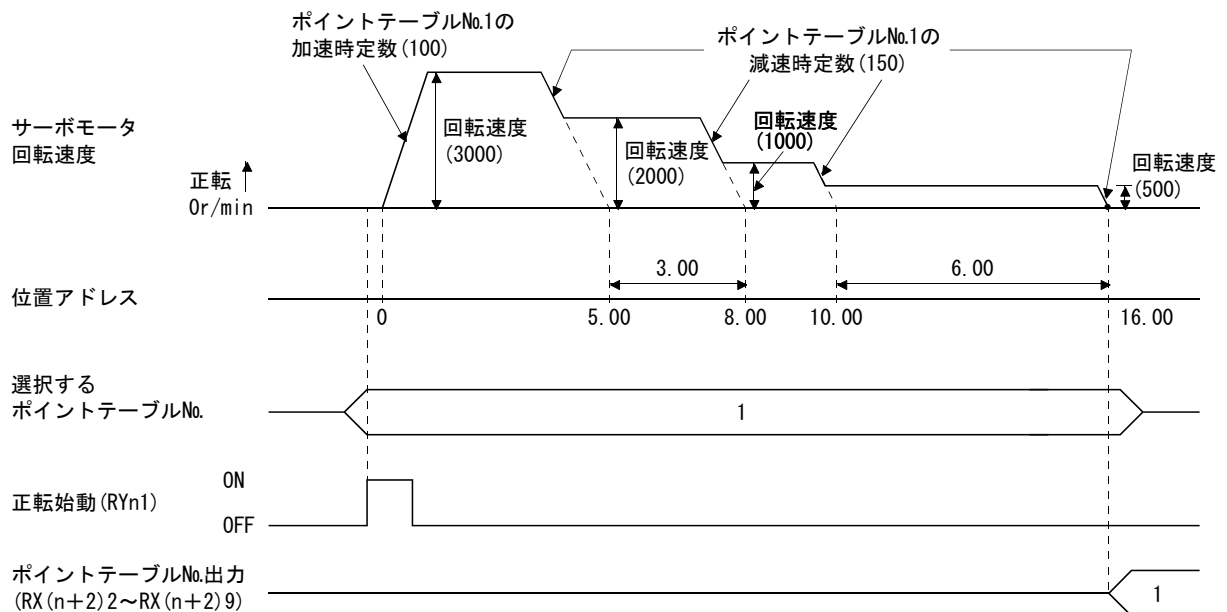 ポイントテーブル№1の
加速時定数(100)
ポイントテーブル№1の
減速時定数(150)
サーボモータ
回転速度
正転
0r/min
回転速度
(3000)
回転速度
(2000)
回転速度
(1000)
回転速度
(500)
位置アドレス
3.00
6.00
0
5.00
8.00
10.00
16.00
選択する
ポイントテーブル№
1
正転始動(RYn1)
ON
OFF
ポイントテーブル№出力
(RX(n+2)2～RX(n+2)9)
1